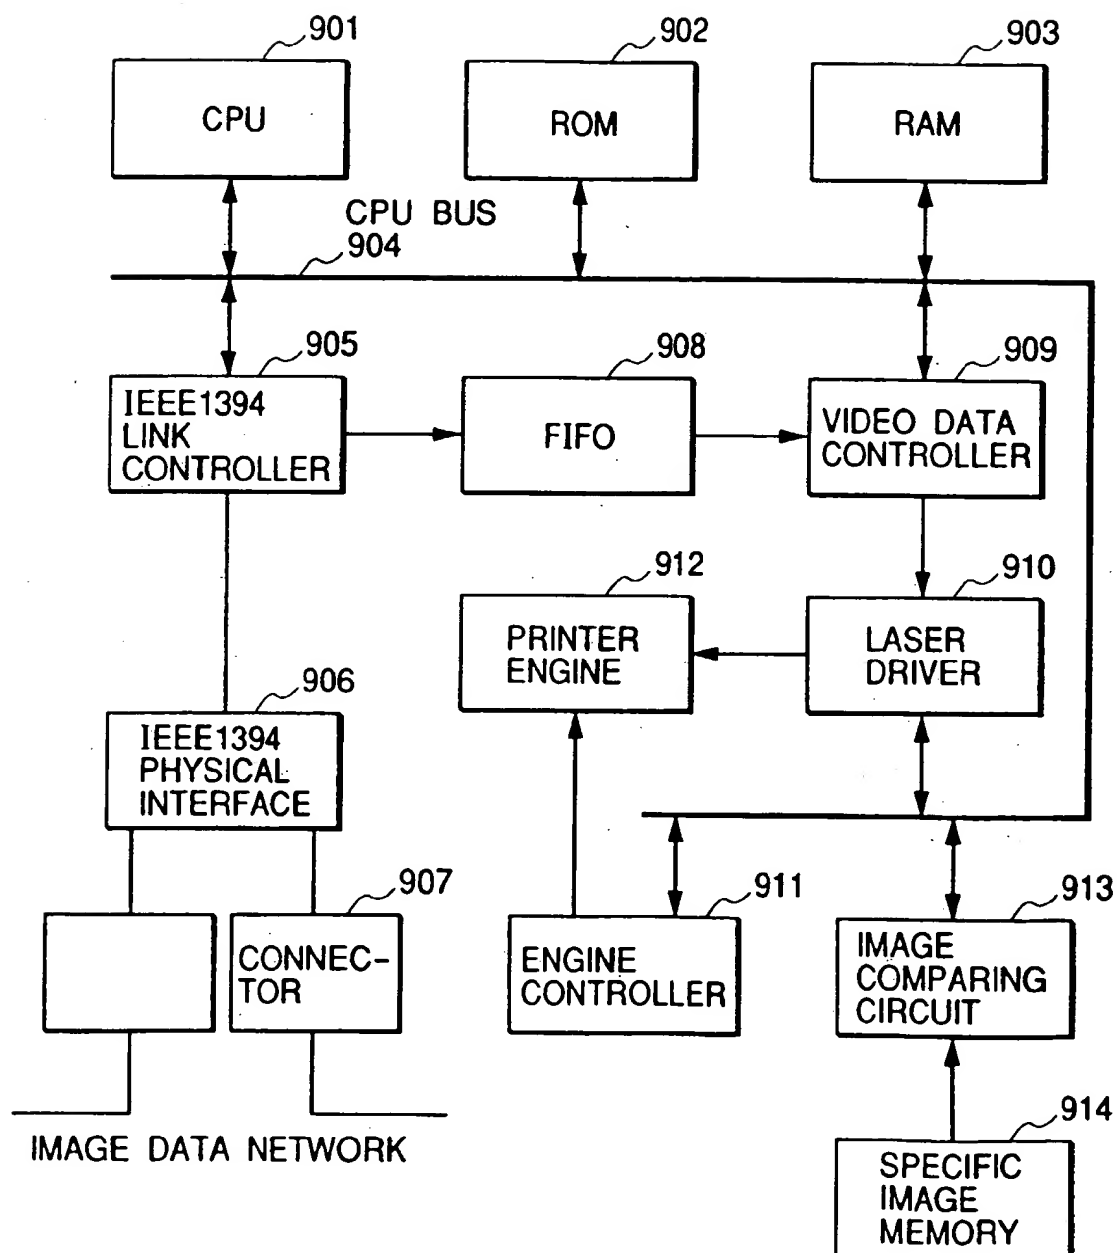 901
902
903
CPU
ROM
RAM
CPU BUS
904
905
908
909
IEEE1394
LINK
CONTROLLER
FIFO
VIDEO DATA
CONTROLLER
912
910
PRINTER
ENGINE
LASER
DRIVER
906
IEEE1394
PHYSICAL
INTERFACE
907
911
913
CONNEC-
TOR
ENGINE
CONTROLLER
IMAGE
COMPARING
CIRCUIT
914
IMAGE DATA NETWORK
SPECIFIC
IMAGE
MEMORY